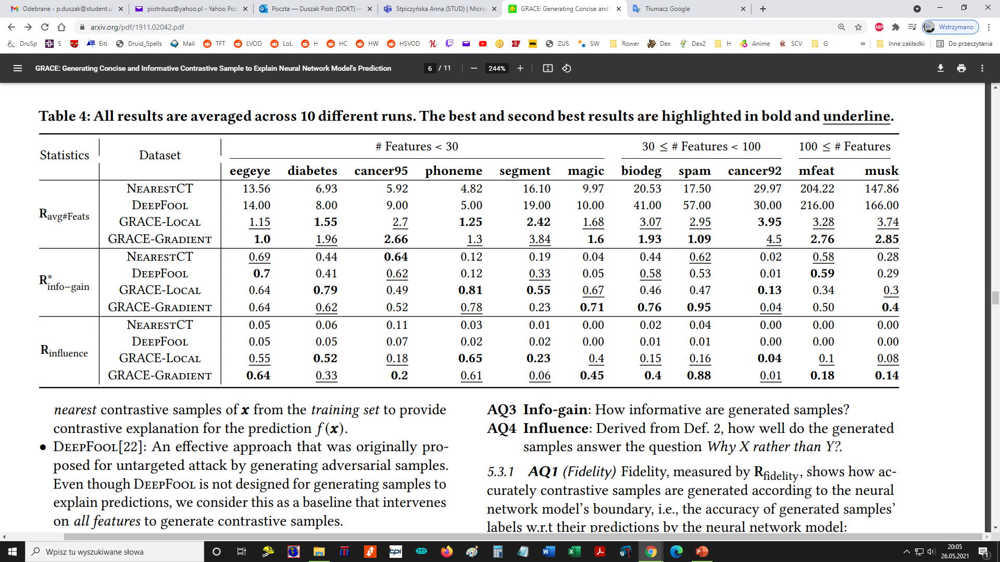 Odebrane - p.duszak@student.u
piotrdusz@yahoo.pl - Yahoo Poc
Poczta — Duszak Piotr (DOKT) —
Stpiczyńska Anna (STUD) | Micro
GRACE: Generating Concise and
Tłumacz Google
arxiv.org/pdf/1911.02042.pdf
ABP
Wstrzymano
DruSp S Eiti Druid_Spells Mail TFT LVOD LoL H HC HW HSVOD ZUS SW Rower Dex Dex2 H Anime SCV G » Inne zakładki Do przeczytania
GRACE: Generating Concise and Informative Contrastive Sample to Explain Neural Network Model's Prediction 6 / 11 — 244% +
Table 4: All results are averaged across 10 different runs. The best and second best results are highlighted in bold and underline.
Statistics Dataset # Features < 30 30 ≤ # Features < 100 100 ≤ # Features
eegeye diabetes cancer95 phoneme segment magic biodeg spam cancer92 mfeat musk
R_avg#Feats
NearestCT 13.56 6.93 5.92 4.82 16.10 9.97 20.53 17.50 29.97 204.22 147.86
DeepFool 14.00 8.00 9.00 5.00 19.00 10.00 41.00 57.00 30.00 216.00 166.00
GRACE-Local 1.15 1.55 2.7 1.25 2.42 1.68 3.07 2.95 3.95 3.28 3.74
GRACE-Gradient 1.0 1.96 2.66 1.3 3.84 1.6 1.93 1.09 4.5 2.76 2.85
R*_info−gain
NearestCT 0.69 0.44 0.64 0.12 0.19 0.04 0.44 0.62 0.02 0.58 0.28
DeepFool 0.7 0.41 0.62 0.12 0.33 0.05 0.58 0.53 0.01 0.59 0.29
GRACE-Local 0.64 0.79 0.49 0.81 0.55 0.67 0.46 0.47 0.13 0.34 0.3
GRACE-Gradient 0.64 0.62 0.52 0.78 0.23 0.71 0.76 0.95 0.04 0.50 0.4
R_influence
NearestCT 0.05 0.06 0.11 0.03 0.01 0.00 0.02 0.04 0.00 0.00 0.00
DeepFool 0.05 0.05 0.07 0.02 0.02 0.00 0.01 0.01 0.00 0.00 0.00
GRACE-Local 0.55 0.52 0.18 0.65 0.23 0.4 0.15 0.16 0.04 0.1 0.08
GRACE-Gradient 0.64 0.33 0.2 0.61 0.06 0.45 0.4 0.88 0.01 0.18 0.14
nearest contrastive samples of x from the training set to provide
contrastive explanation for the prediction f(x).
• DeepFool[22]: An effective approach that was originally pro-
posed for untargeted attack by generating adversarial samples.
Even though DeepFool is not designed for generating samples to
explain predictions, we consider this as a baseline that intervenes
on all features to generate contrastive samples.
AQ3 Info-gain: How informative are generated samples?
AQ4 Influence: Derived from Def. 2, how well do the generated
samples answer the question Why X rather than Y?.
5.3.1 AQ1 (Fidelity) Fidelity, measured by R_fidelity, shows how ac-
curately contrastive samples are generated according to the neural
network model's boundary, i.e., the accuracy of generated samples'
labels w.r.t their predictions by the neural network model:
Wpisz tu wyszukiwane słowa
cpi
20:05
26.05.2021
1